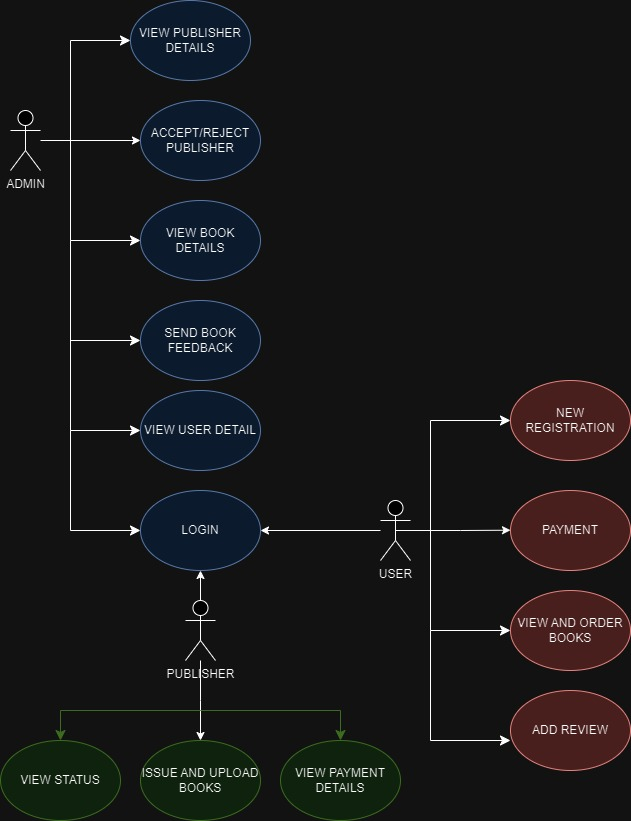 VIEW PUBLISHER
DETAILS
ACCEPT/REJECT
PUBLISHER
ADMIN
VIEW BOOK
DETAILS
SEND BOOK
FEEDBACK
VIEW USER DETAIL
LOGIN
NEW
REGISTRATION
PAYMENT
USER
VIEW AND ORDER
BOOKS
ADD REVIEW
PUBLISHER
VIEW STATUS
ISSUE AND UPLOAD
BOOKS
VIEW PAYMENT
DETAILS